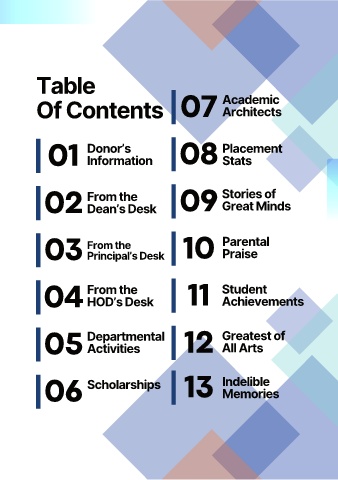 Table
Of Contents
01 Donor's
Information
02 From the
Dean's Desk
03 From the
Principal's Desk
04 From the
HOD's Desk
05 Departmental
Activities
06 Scholarships
07 Academic
Architects
08 Placement
Stats
09 Stories of
Great Minds
10 Parental
Praise
11 Student
Achievements
12 Greatest of
All Arts
13 Indelible
Memories